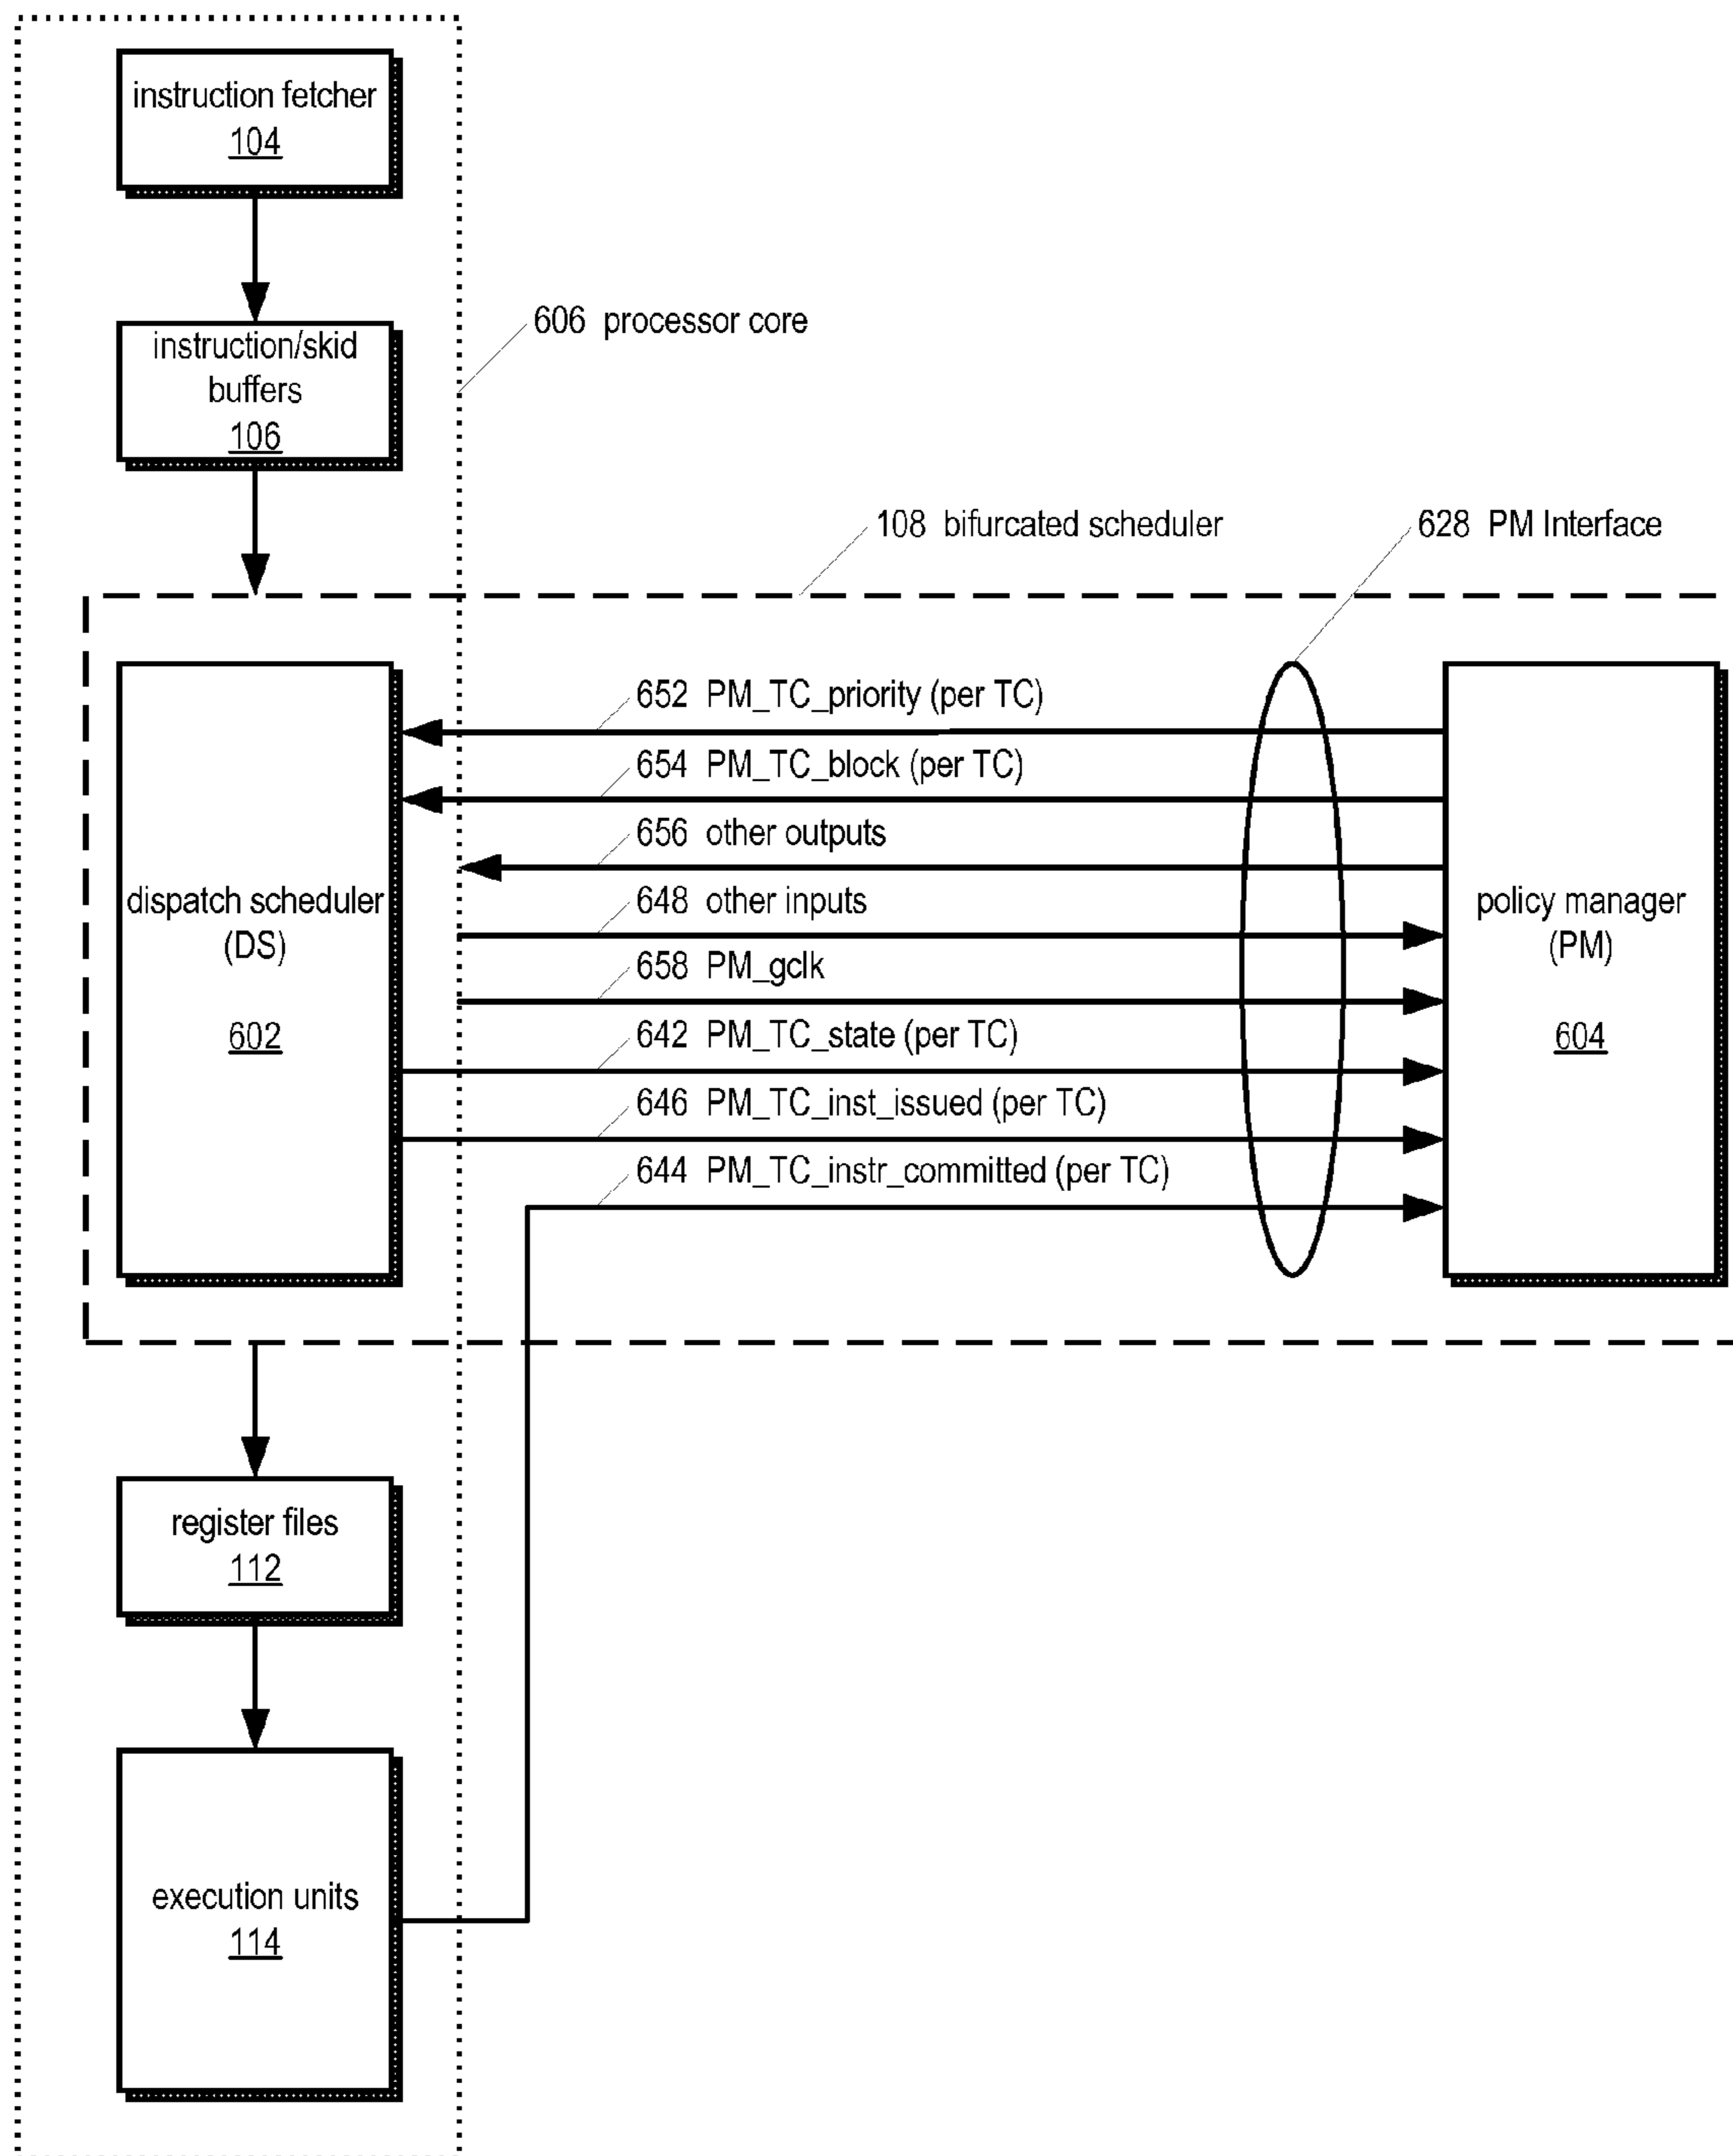 instruction fetcher
104
instruction/skid
buffers
106
606 processor core
108 bifurcated scheduler
628 PM Interface
dispatch scheduler
(DS)
602
652 PM_TC_priority (per TC)
654 PM_TC_block (per TC)
656 other outputs
648 other inputs
658 PM_gclk
642 PM_TC_state (per TC)
646 PM_TC_inst_issued (per TC)
644 PM_TC_instr_committed (per TC)
policy manager
(PM)
604
register files
112
execution units
114